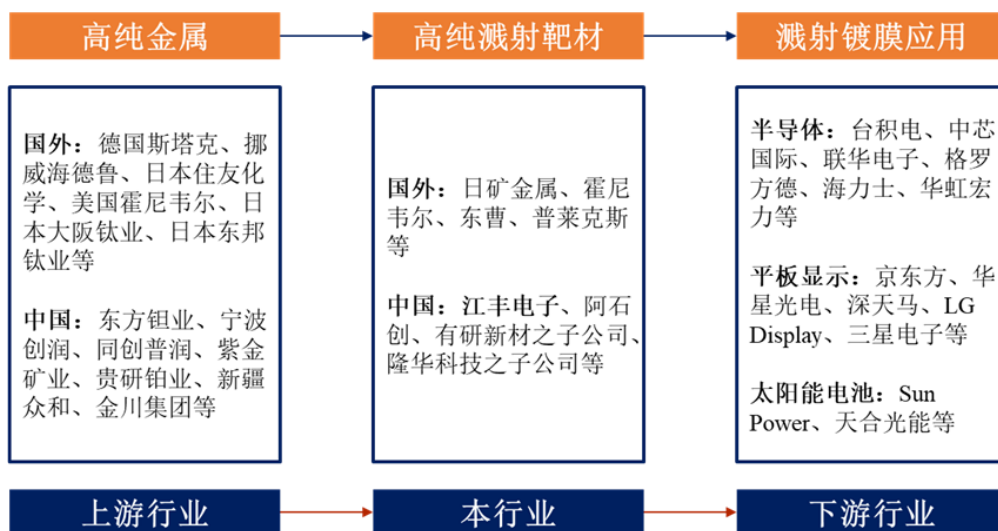 高纯金属
高纯溅射靶材
溅射镀膜应用
国外：德国斯塔克、挪
威海德鲁、日本住友化
学、美国霍尼韦尔、日
本大阪钛业、日本东邦
钛业等
中国：东方钽业、宁波
创润、同创普润、紫金
矿业、贵研铂业、新疆
众和、金川集团等
国外：日矿金属、霍尼
韦尔、东曹、普莱克斯
等
中国：江丰电子、阿石
创、有研新材之子公司、
隆华科技之子公司等
半导体：台积电、中芯
国际、联华电子、格罗
方德、海力士、华虹宏
力等
平板显示：京东方、华
星光电、深天马、LG
Display、三星电子等
太阳能电池：Sun
Power、天合光能等
上游行业
本行业
下游行业